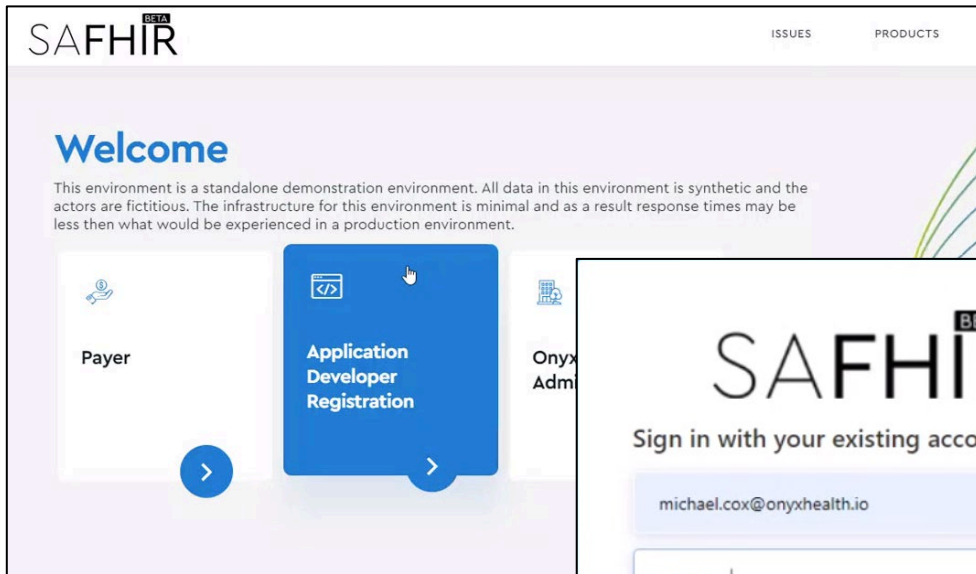 SAFHIR
BETA
ISSUES
PRODUCTS
Welcome
This environment is a standalone demonstration environment. All data in this environment is synthetic and the
actors are fictitious. The infrastructure for this environment is minimal and as a result response times may be
less then what would be experienced in a production environment.
Payer
Application
Developer
Registration
Onyx
SAFHI
Sign in with your existing
michael.cox@onyxhealth.io